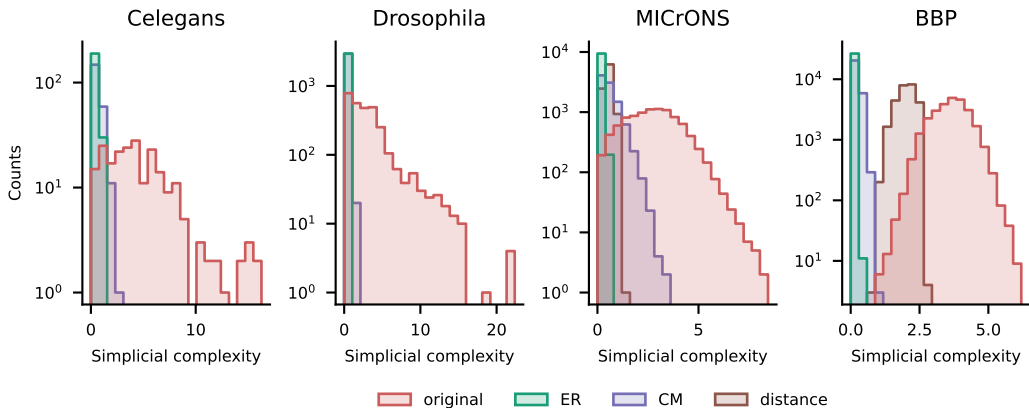 Celegans Drosophila MICrONS BBP
Counts
10⁰ 10¹ 10²
10⁰ 10¹ 10² 10³
10⁰ 10¹ 10² 10³ 10⁴
10¹ 10² 10³ 10⁴
0 10 0 10 20 0 5 0.0 2.5 5.0
Simplicial complexity Simplicial complexity Simplicial complexity Simplicial complexity
original ER CM distance